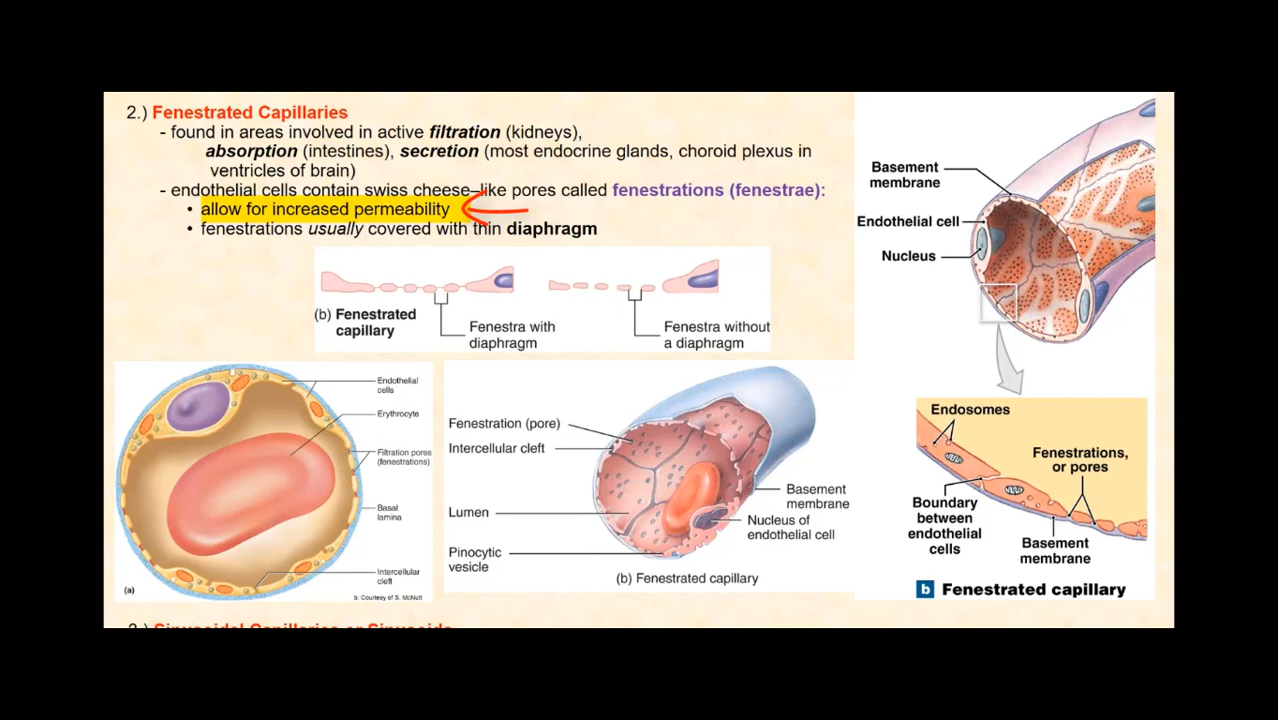 2.) Fenestrated Capillaries
- found in areas involved in active filtration (kidneys),
absorption (intestines), secretion (most endocrine glands, choroid plexus in
ventricles of brain)
- endothelial cells contain swiss cheese–like pores called fenestrations (fenestrae):
• allow for increased permeability
• fenestrations usually covered with thin diaphragm
(b) Fenestrated
capillary
Fenestra with
diaphragm
Fenestra without
a diaphragm
Endothelial
cells
Erythrocyte
Filtration pores
(fenestrations)
Basal
lamina
Intercellular
cleft
(a)
b: Courtesy of S. McNutt
Fenestration (pore)
Intercellular cleft
Lumen
Pinocytic
vesicle
Basement
membrane
Nucleus of
endothelial cell
(b) Fenestrated capillary
Basement
membrane
Endothelial cell
Nucleus
Endosomes
Fenestrations,
or pores
Boundary
between
endothelial
cells
Basement
membrane
b Fenestrated capillary
3.) Sinusoidal Capillaries or Sinusoids